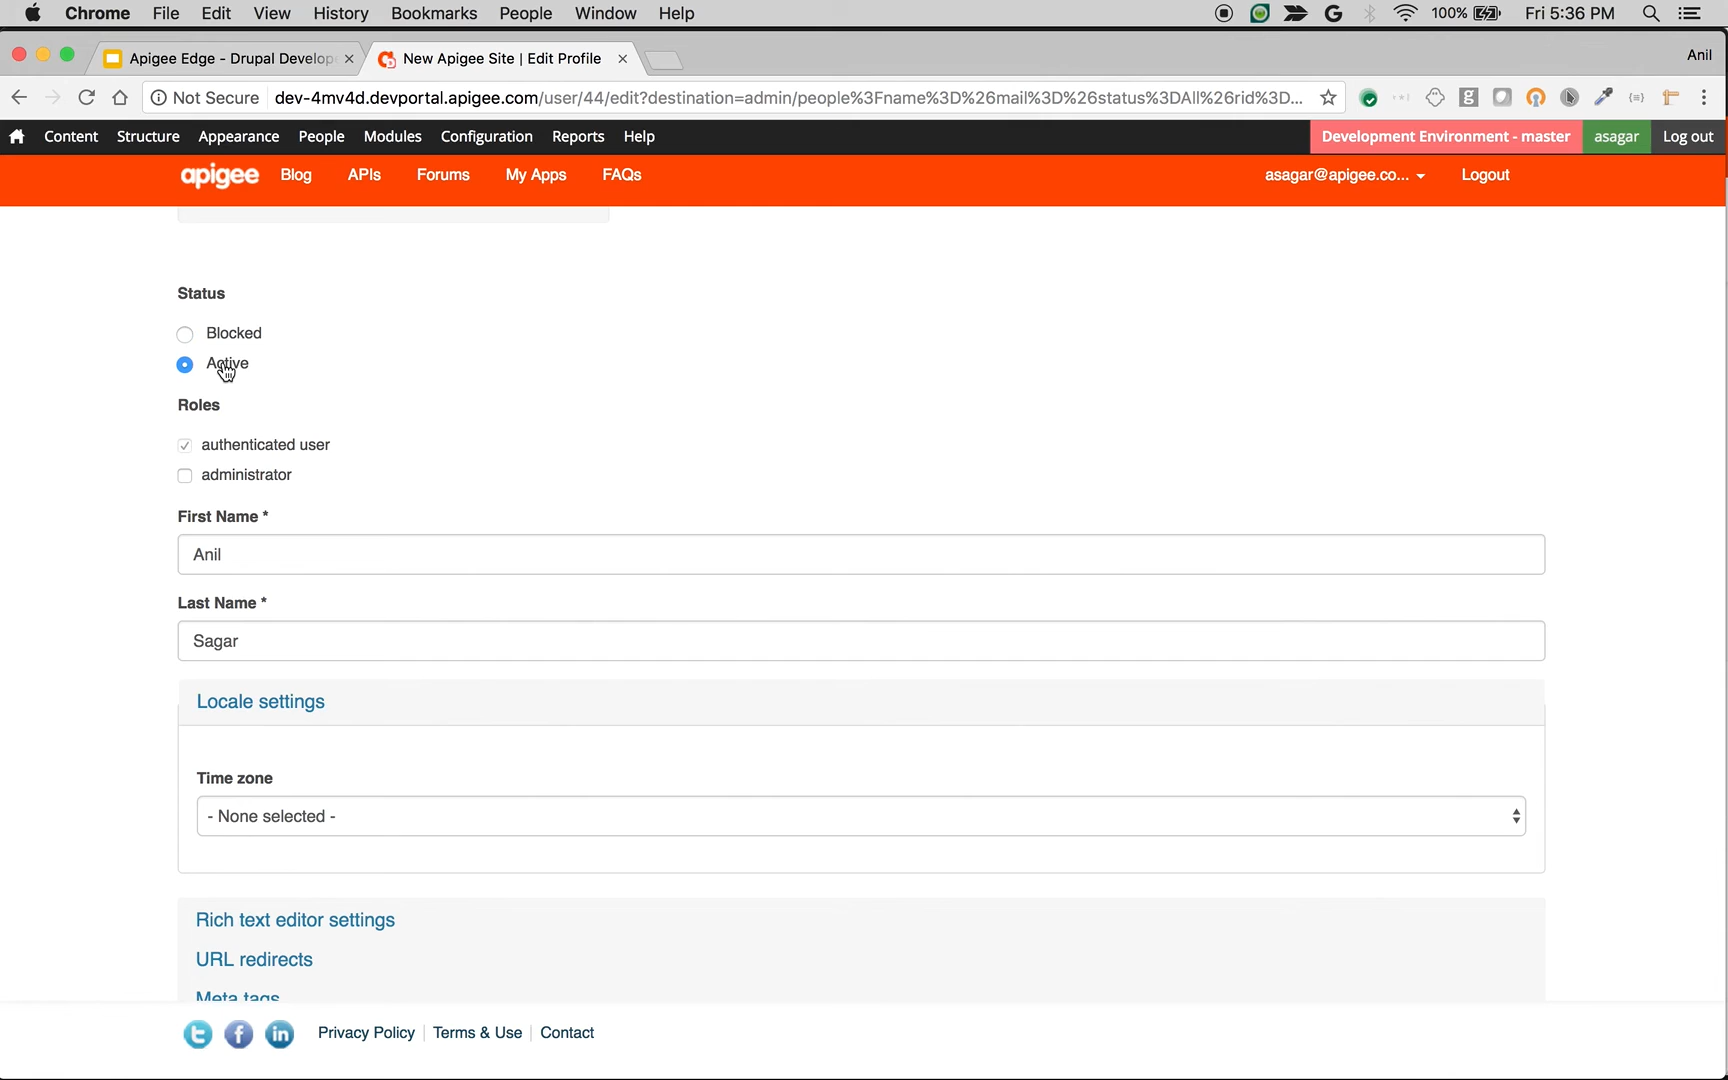 Chrome File Edit View History Bookmarks People Window Help 100% Fri 5:36 PM
Apigee Edge - Drupal Develop New Apigee Site | Edit Profile Anil
Not Secure dev-4mv4d.devportal.apigee.com/user/44/edit?destination=admin/people%3Fname%3D%26mail%3D%26status%3DAll%26rid%3D...
Content Structure Appearance People Modules Configuration Reports Help Development Environment - master asagar Log out
apigee Blog APIs Forums My Apps FAQs asagar@apigee.co... Logout
Status
Blocked
Active
Roles
authenticated user
administrator
First Name *
Anil
Last Name *
Sagar
Locale settings
Time zone
- None selected -
Rich text editor settings
URL redirects
Meta tags
Privacy Policy Terms & Use Contact